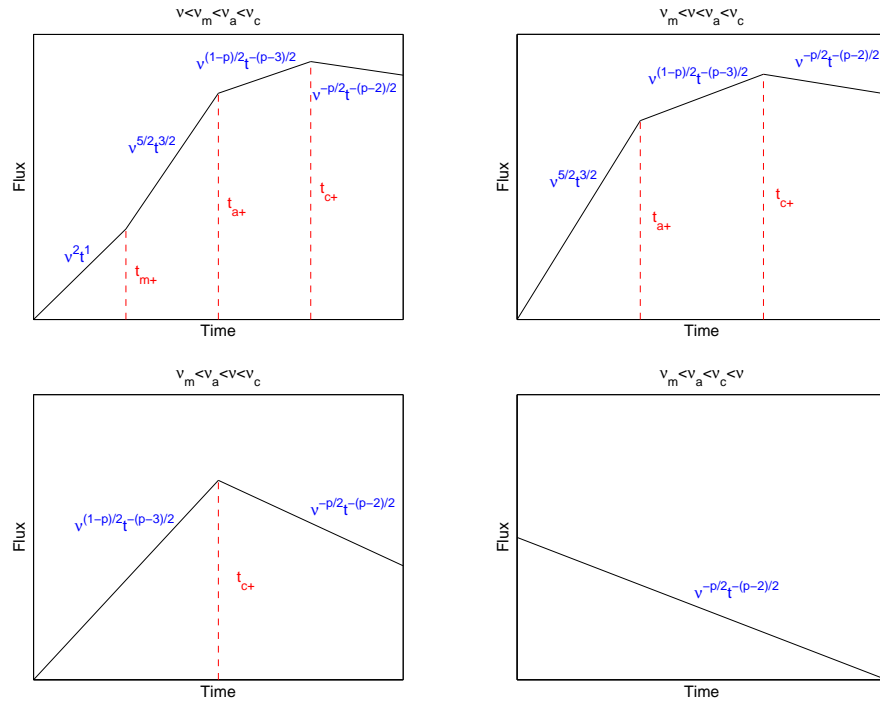 ν<ν_m<ν_a<ν_c
ν^(1−p)/2 t^−(p−3)/2
ν^−p/2 t^−(p−2)/2
ν^5/2 t^3/2
ν^2 t^1
t_m+
t_a+
t_c+
Flux
Time
ν_m<ν<ν_a<ν_c
ν^−p/2 t^−(p−2)/2
ν^(1−p)/2 t^−(p−3)/2
ν^5/2 t^3/2
t_a+
t_c+
Flux
Time
ν_m<ν_a<ν<ν_c
ν^(1−p)/2 t^−(p−3)/2
ν^−p/2 t^−(p−2)/2
t_c+
Flux
Time
ν_m<ν_a<ν_c<ν
ν^−p/2 t^−(p−2)/2
Flux
Time